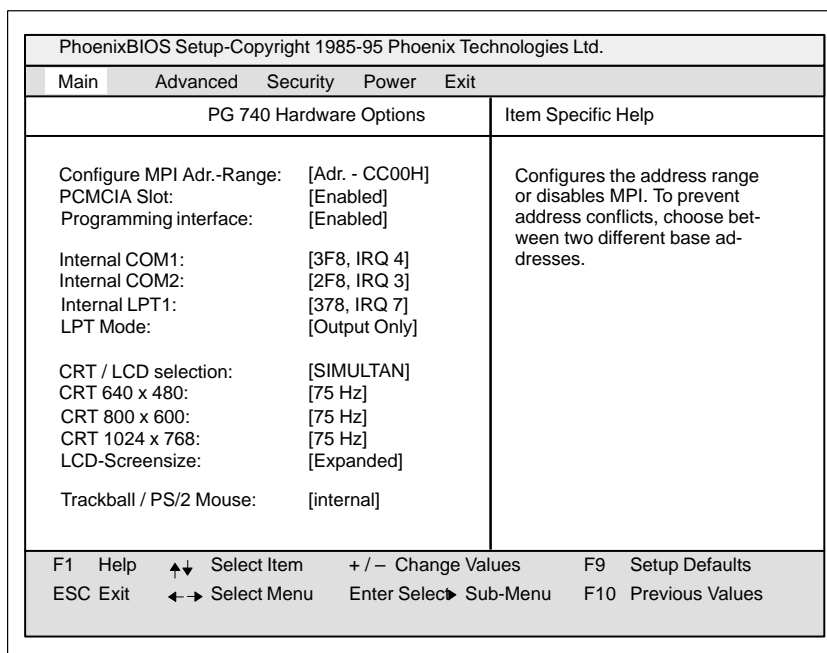 PhoenixBIOS Setup-Copyright 1985-95 Phoenix Technologies Ltd.
Main Advanced Security Power Exit
PG 740 Hardware Options
Item Specific Help
Configure MPI Adr.-Range: [Adr. - CC00H]
PCMCIA Slot: [Enabled]
Programming interface: [Enabled]
Internal COM1: [3F8, IRQ 4]
Internal COM2: [2F8, IRQ 3]
Internal LPT1: [378, IRQ 7]
LPT Mode: [Output Only]
CRT / LCD selection: [SIMULTAN]
CRT 640 x 480: [75 Hz]
CRT 800 x 600: [75 Hz]
CRT 1024 x 768: [75 Hz]
LCD-Screensize: [Expanded]
Trackball / PS/2 Mouse: [internal]
Configures the address range
or disables MPI. To prevent
address conflicts, choose bet-
ween two different base ad-
dresses.
F1 Help Select Item + / – Change Values F9 Setup Defaults
ESC Exit Select Menu Enter Select Sub-Menu F10 Previous Values